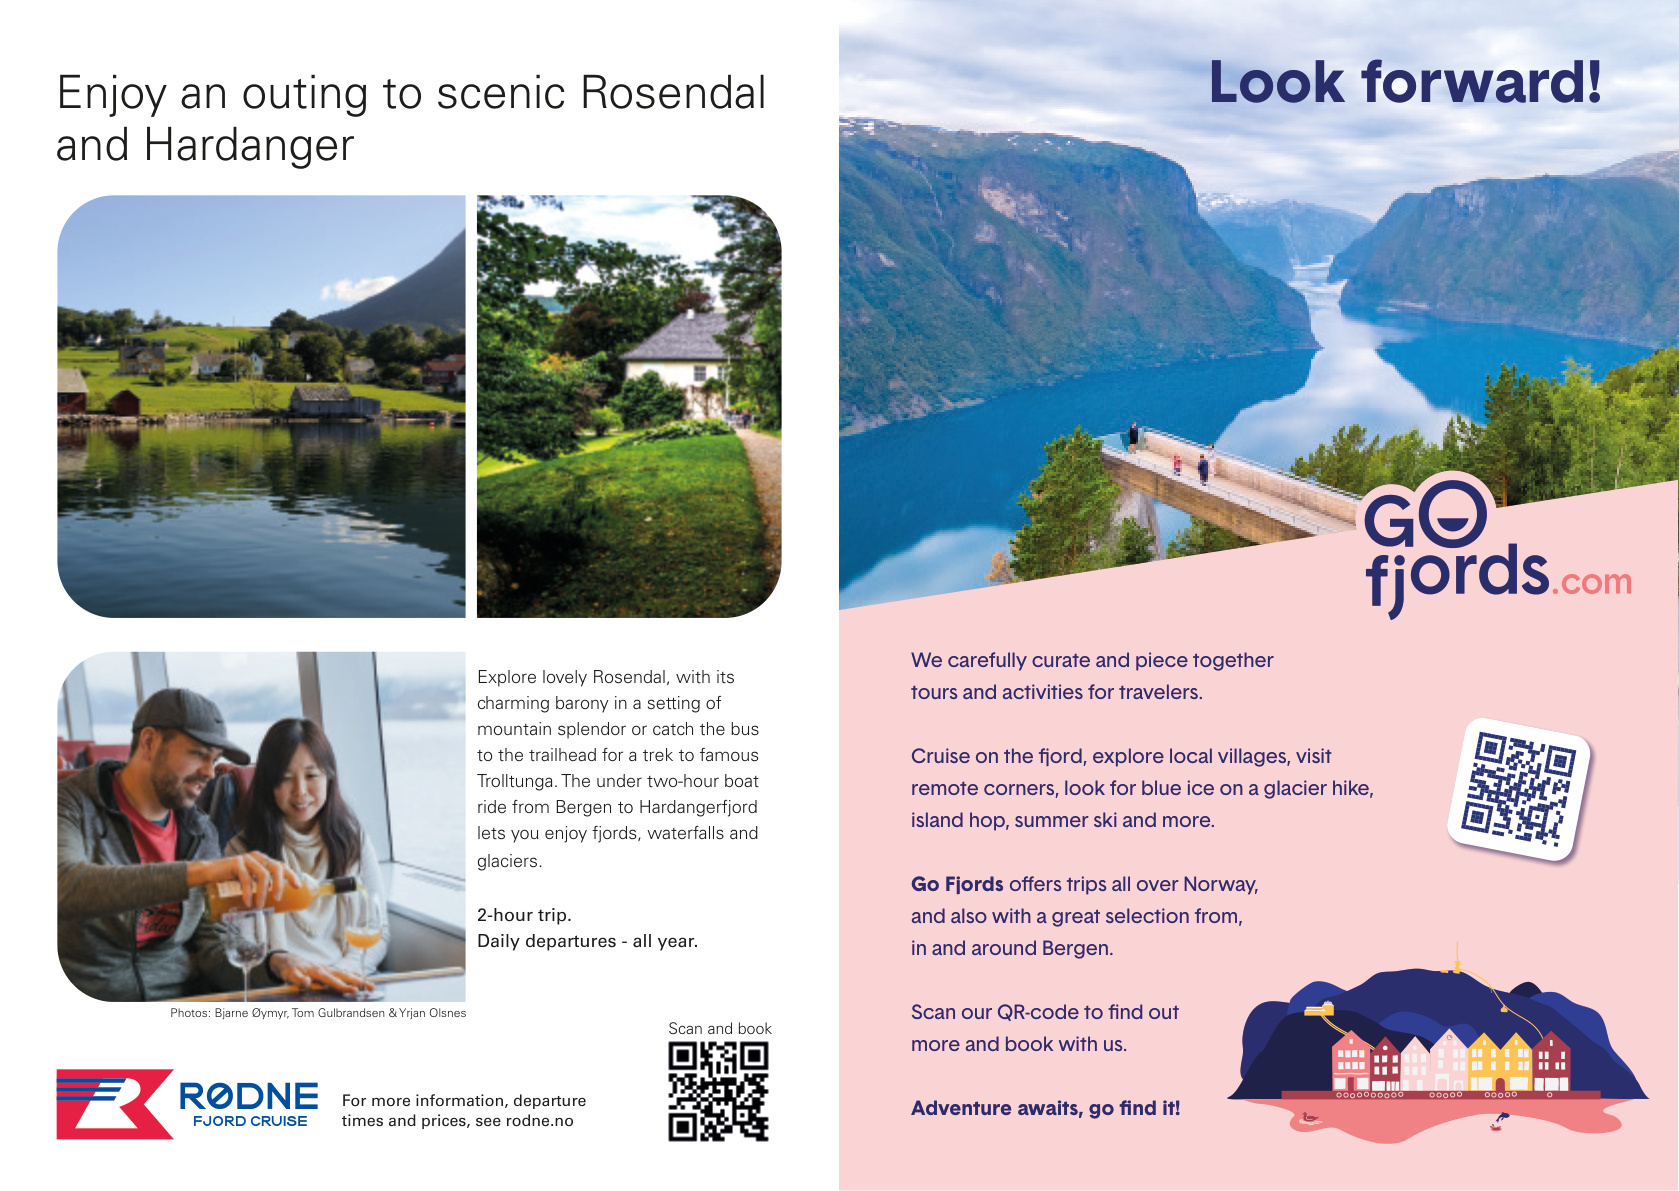 Enjoy an outing to scenic Rosendal
and Hardanger
Explore lovely Rosendal, with its
charming barony in a setting of
mountain splendor or catch the bus
to the trailhead for a trek to famous
Trolltunga. The under two-hour boat
ride from Bergen to Hardangerfjord
lets you enjoy fjords, waterfalls and
glaciers.
2-hour trip.
Daily departures - all year.
Photos: Bjarne Øymyr, Tom Gulbrandsen & Yrjan Olsnes
Scan and book
RØDNE
FJORD CRUISE
For more information, departure
times and prices, see rodne.no
Look forward!
GO
fjords.com
We carefully curate and piece together
tours and activities for travelers.
Cruise on the fjord, explore local villages, visit
remote corners, look for blue ice on a glacier hike,
island hop, summer ski and more.
Go Fjords offers trips all over Norway,
and also with a great selection from,
in and around Bergen.
Scan our QR-code to find out
more and book with us.
Adventure awaits, go find it!